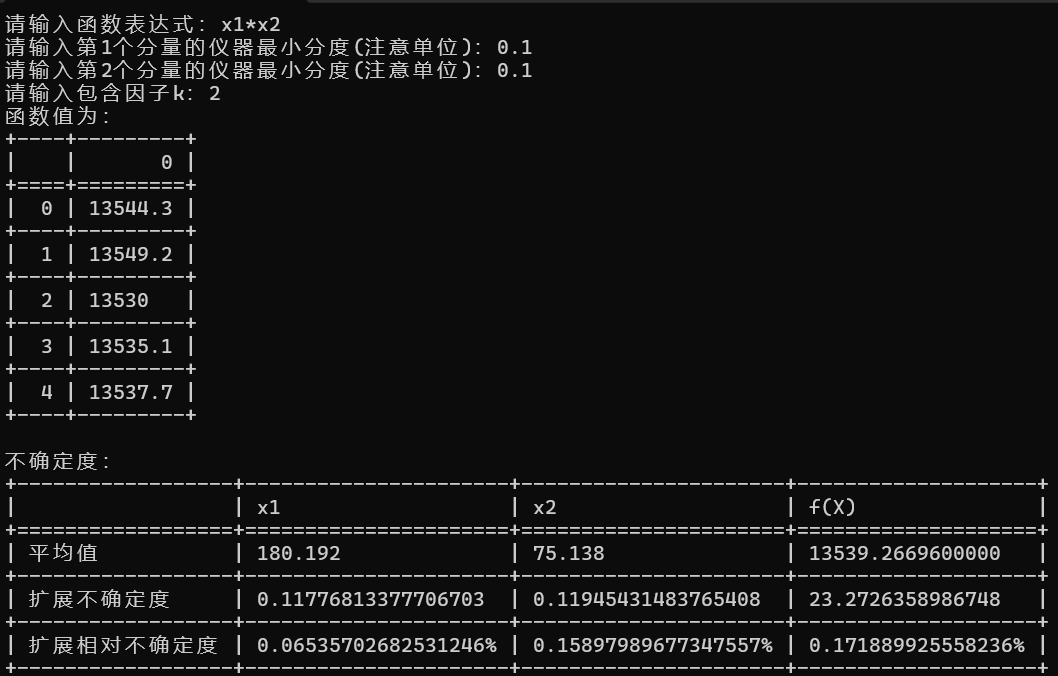 请输入函数表达式: x1*x2
请输入第1个分量的仪器最小分度(注意单位): 0.1
请输入第2个分量的仪器最小分度(注意单位): 0.1
请输入包含因子k: 2
函数值为:
+----+---------+
|    |       0 |
+====+=========+
|  0 | 13544.3 |
+----+---------+
|  1 | 13549.2 |
+----+---------+
|  2 | 13530   |
+----+---------+
|  3 | 13535.1 |
+----+---------+
|  4 | 13537.7 |
+----+---------+
不确定度:
+------------------+----------------------+----------------------+--------------------+
|                  | x1                   | x2                   | f(X)               |
+==================+======================+======================+====================+
| 平均值           | 180.192              | 75.138               | 13539.2669600000   |
+------------------+----------------------+----------------------+--------------------+
| 扩展不确定度     | 0.11776813377706703  | 0.11945431483765408  | 23.2726358986748   |
+------------------+----------------------+----------------------+--------------------+
| 扩展相对不确定度 | 0.06535702682531246% | 0.15897989677347557% | 0.171889925558236% |
+------------------+----------------------+----------------------+--------------------+